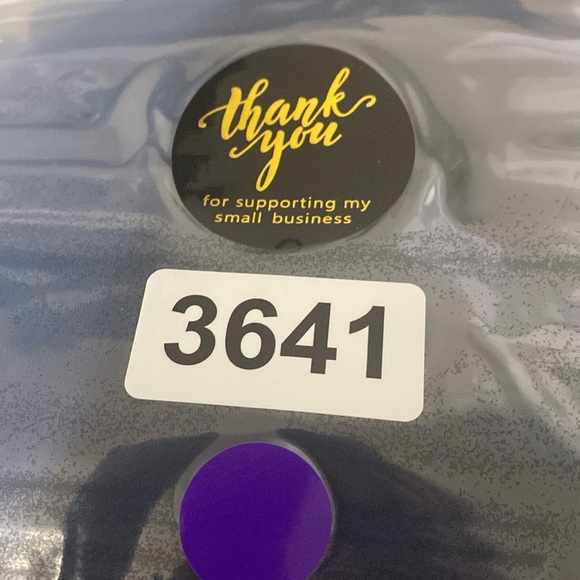 thank
you
for supporting my
small business
3641